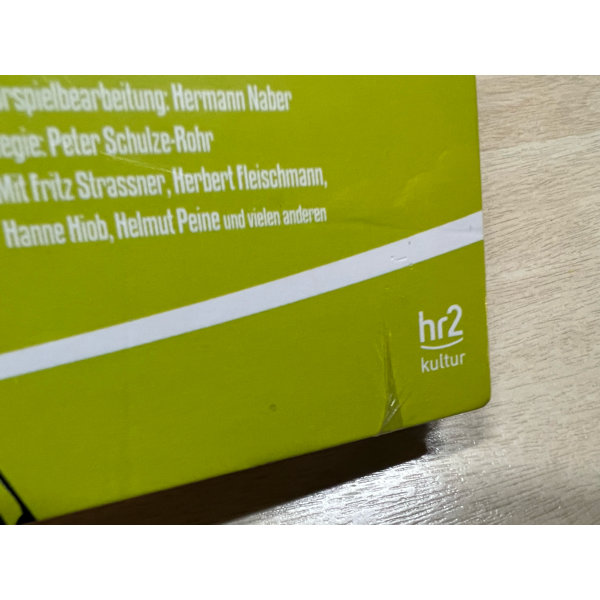 orspielbearbeitung: Hermann Naber
egie: Peter Schulze-Rohr
Mit Fritz Strassner, Herbert Fleischmann,
Hanne Hiob, Helmut Peine und vielen anderen
hr2
kultur